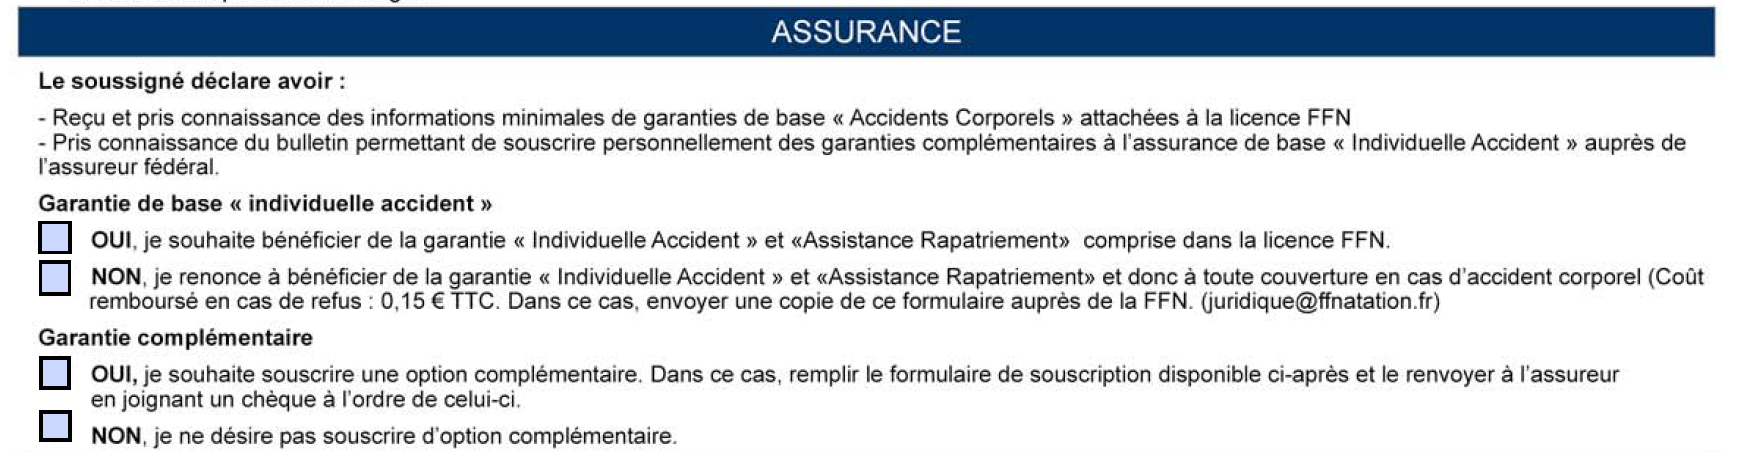 ASSURANCE
Le soussigné déclare avoir :
- Reçu et pris connaissance des informations minimales de garanties de base « Accidents Corporels » attachées à la licence FFN
- Pris connaissance du bulletin permettant de souscrire personnellement des garanties complémentaires à l’assurance de base « Individuelle Accident » auprès de
l’assureur fédéral.
Garantie de base « individuelle accident »
OUI, je souhaite bénéficier de la garantie « Individuelle Accident » et «Assistance Rapatriement» comprise dans la licence FFN.
NON, je renonce à bénéficier de la garantie « Individuelle Accident » et «Assistance Rapatriement» et donc à toute couverture en cas d’accident corporel (Coût
remboursé en cas de refus : 0,15 € TTC. Dans ce cas, envoyer une copie de ce formulaire auprès de la FFN. (juridique@ffnatation.fr)
Garantie complémentaire
OUI, je souhaite souscrire une option complémentaire. Dans ce cas, remplir le formulaire de souscription disponible ci-après et le renvoyer à l’assureur
en joignant un chèque à l’ordre de celui-ci.
NON, je ne désire pas souscrire d’option complémentaire.